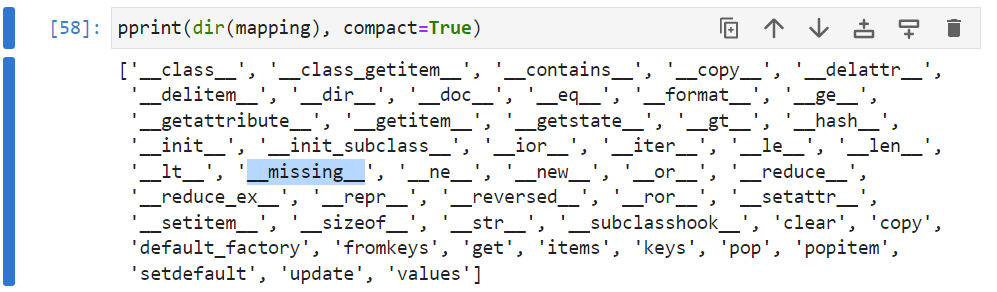 [58]: pprint(dir(mapping), compact=True)
['__class__', '__class_getitem__', '__contains__', '__copy__', '__delattr__',
'__delitem__', '__dir__', '__doc__', '__eq__', '__format__', '__ge__',
'__getattribute__', '__getitem__', '__getstate__', '__gt__', '__hash__',
'__init__', '__init_subclass__', '__ior__', '__iter__', '__le__', '__len__',
'__lt__', '__missing__', '__ne__', '__new__', '__or__', '__reduce__',
'__reduce_ex__', '__repr__', '__reversed__', '__ror__', '__setattr__',
'__setitem__', '__sizeof__', '__str__', '__subclasshook__', 'clear', 'copy',
'default_factory', 'fromkeys', 'get', 'items', 'keys', 'pop', 'popitem',
'setdefault', 'update', 'values']